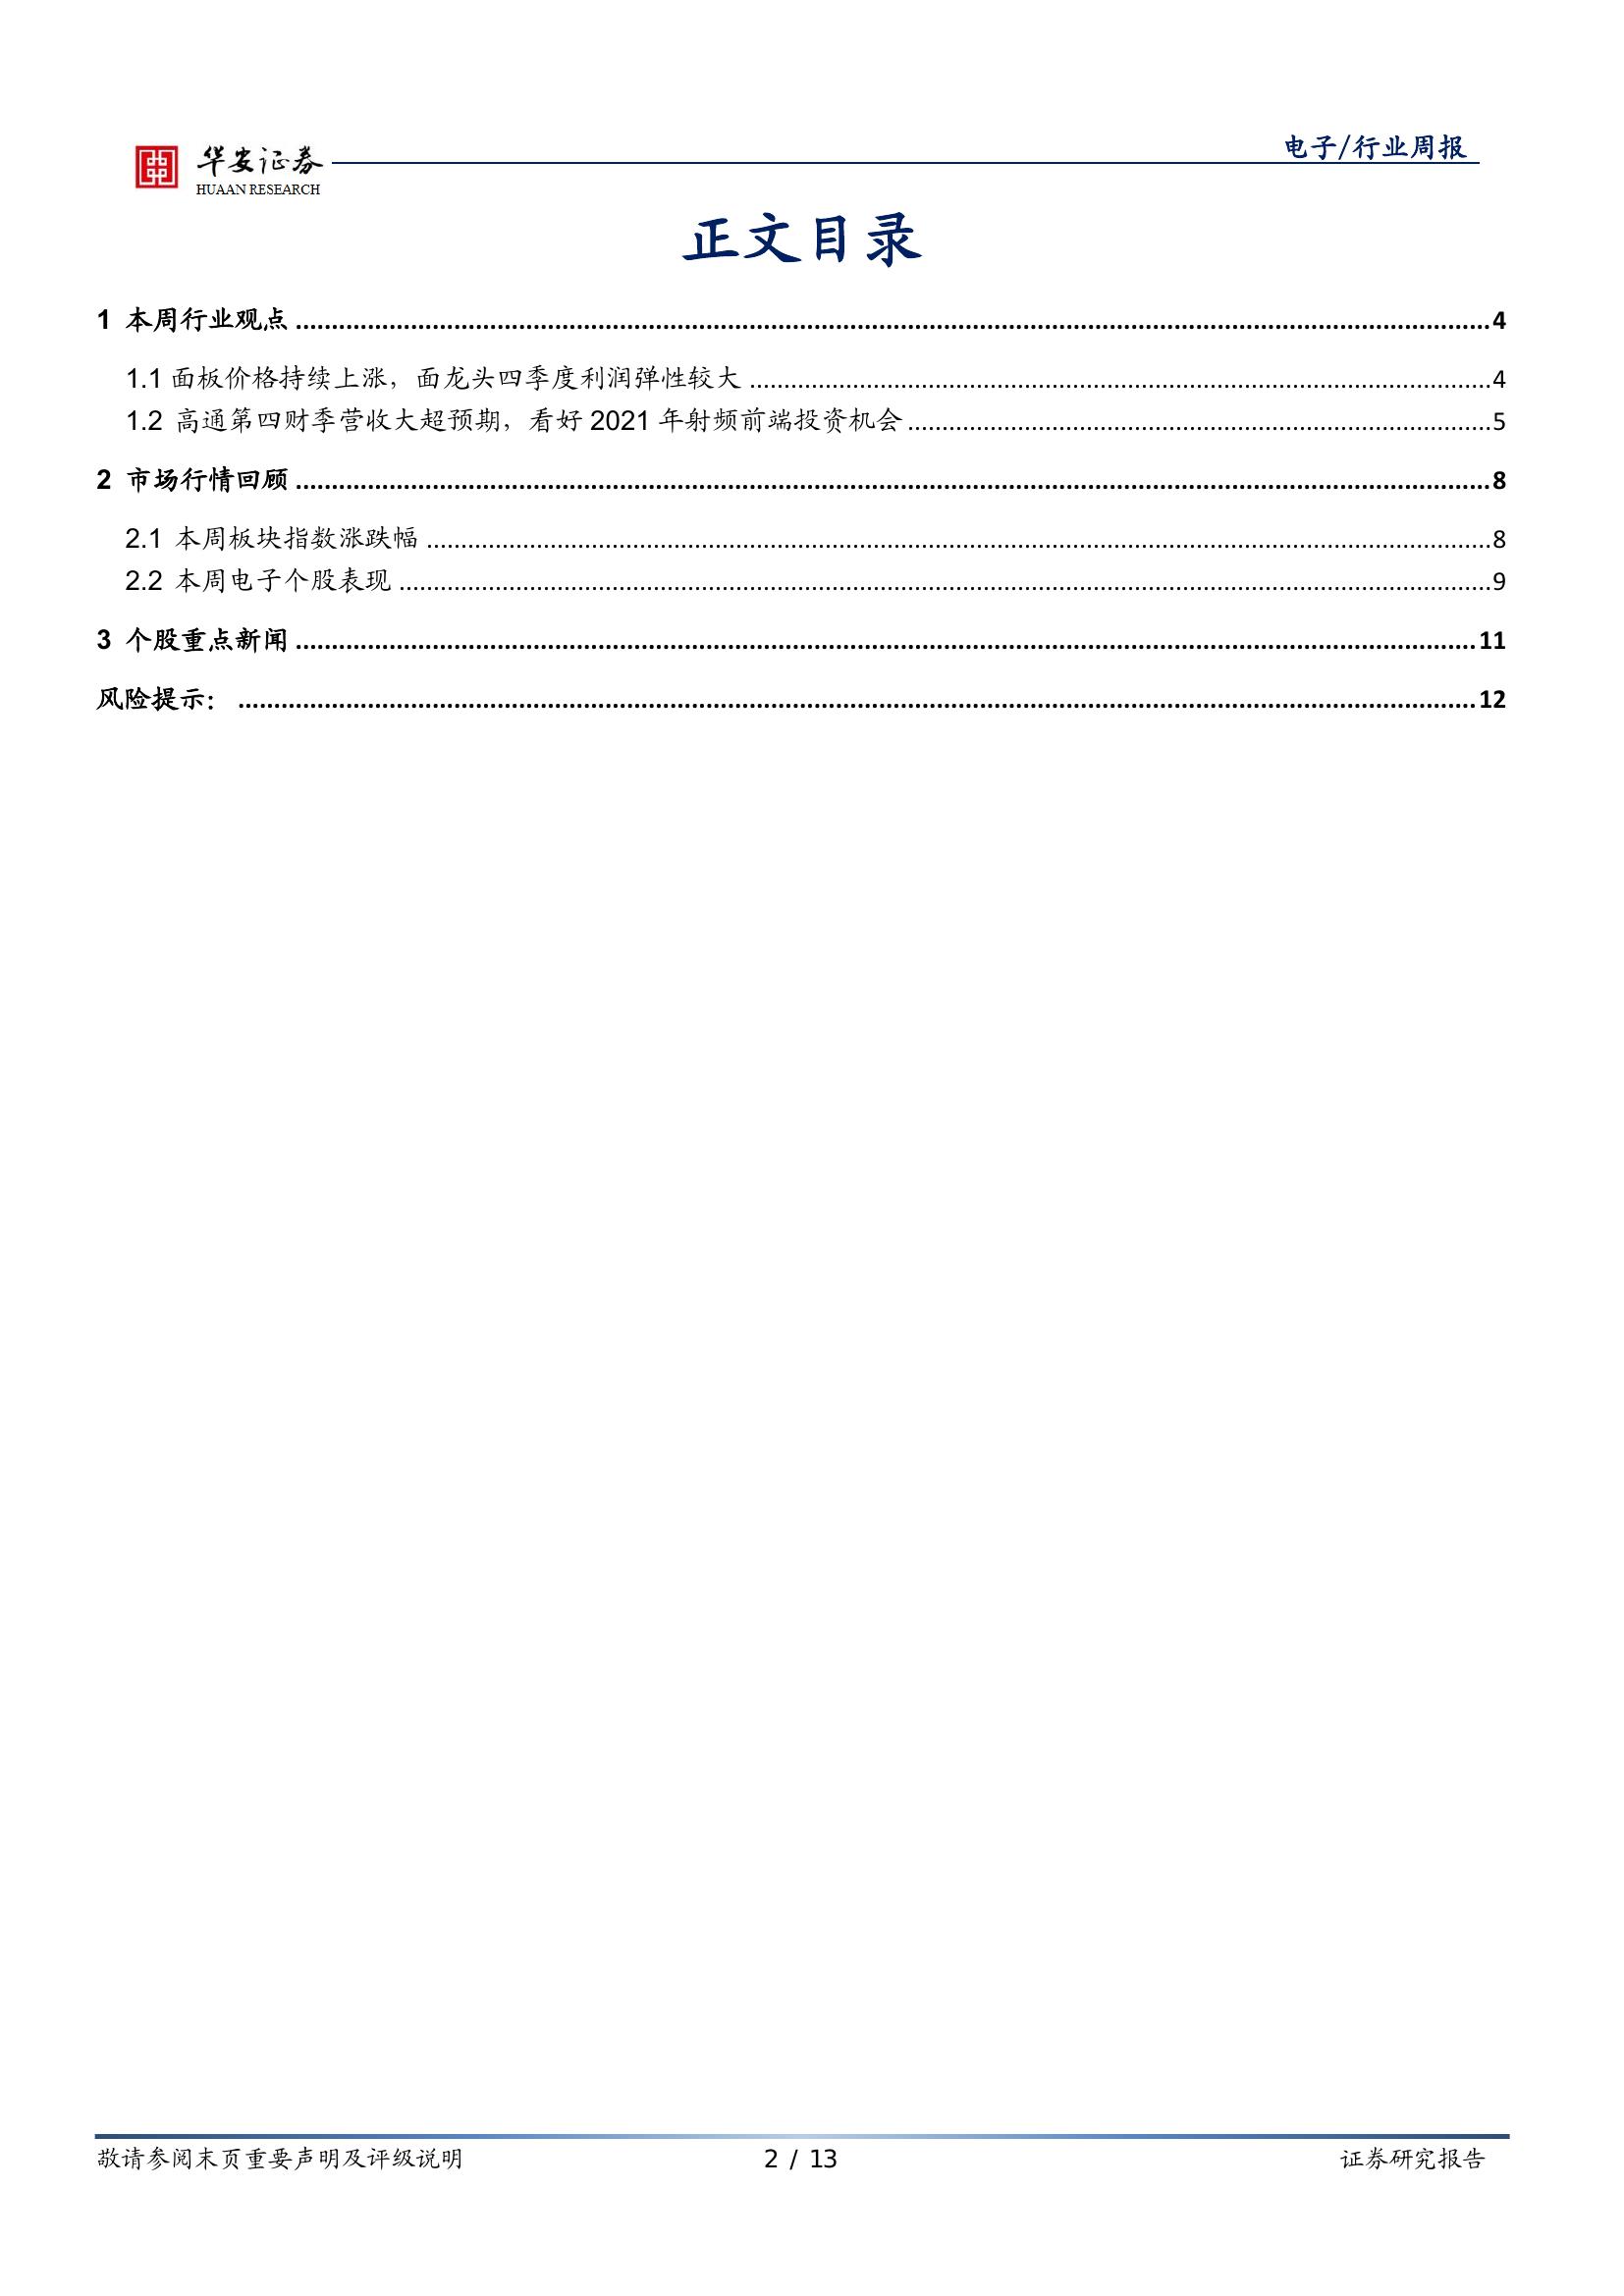 华安证券
HUAAN RESEARCH
电子/行业周报
正文目录
1 本周行业观点 ........ 4
1.1 面板价格持续上涨，面龙头四季度利润弹性较大 ........ 4
1.2 高通第四财季营收大超预期，看好 2021 年射频前端投资机会 ........ 5
2 市场行情回顾 ........ 8
2.1 本周板块指数涨跌幅 ........ 8
2.2 本周电子个股表现 ........ 9
3 个股重点新闻 ........ 11
风险提示： ........ 12
敬请参阅末页重要声明及评级说明 2 / 13 证券研究报告